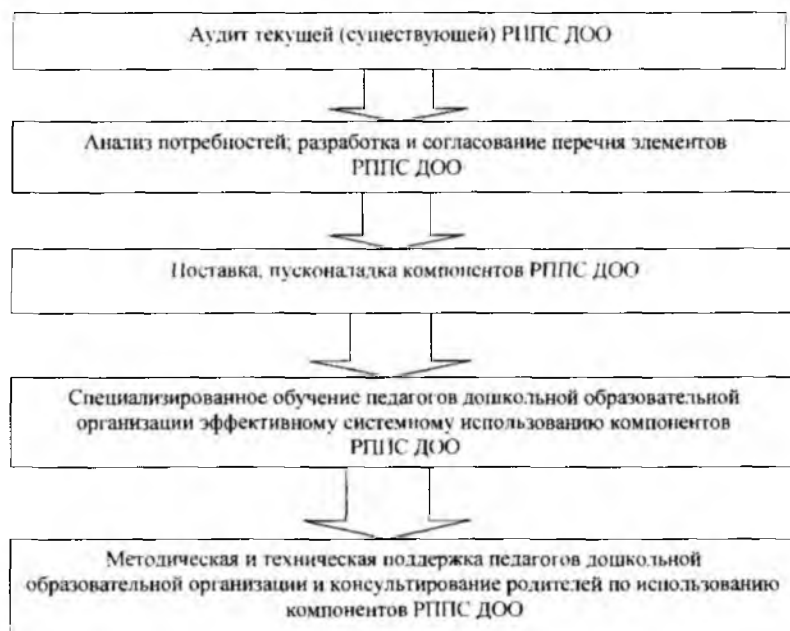 Аудит текущей (существующей) РППС ДОО
Анализ потребностей; разработка и согласование перечня элементов
РППС ДОО
Поставка, пусконаладка компонентов РППС ДОО
Специализированное обучение педагогов дошкольной образовательной
организации эффективному системному использованию компонентов
РППС ДОО
Методическая и техническая поддержка педагогов дошкольной
образовательной организации и консультирование родителей по использованию
компонентов РППС ДОО